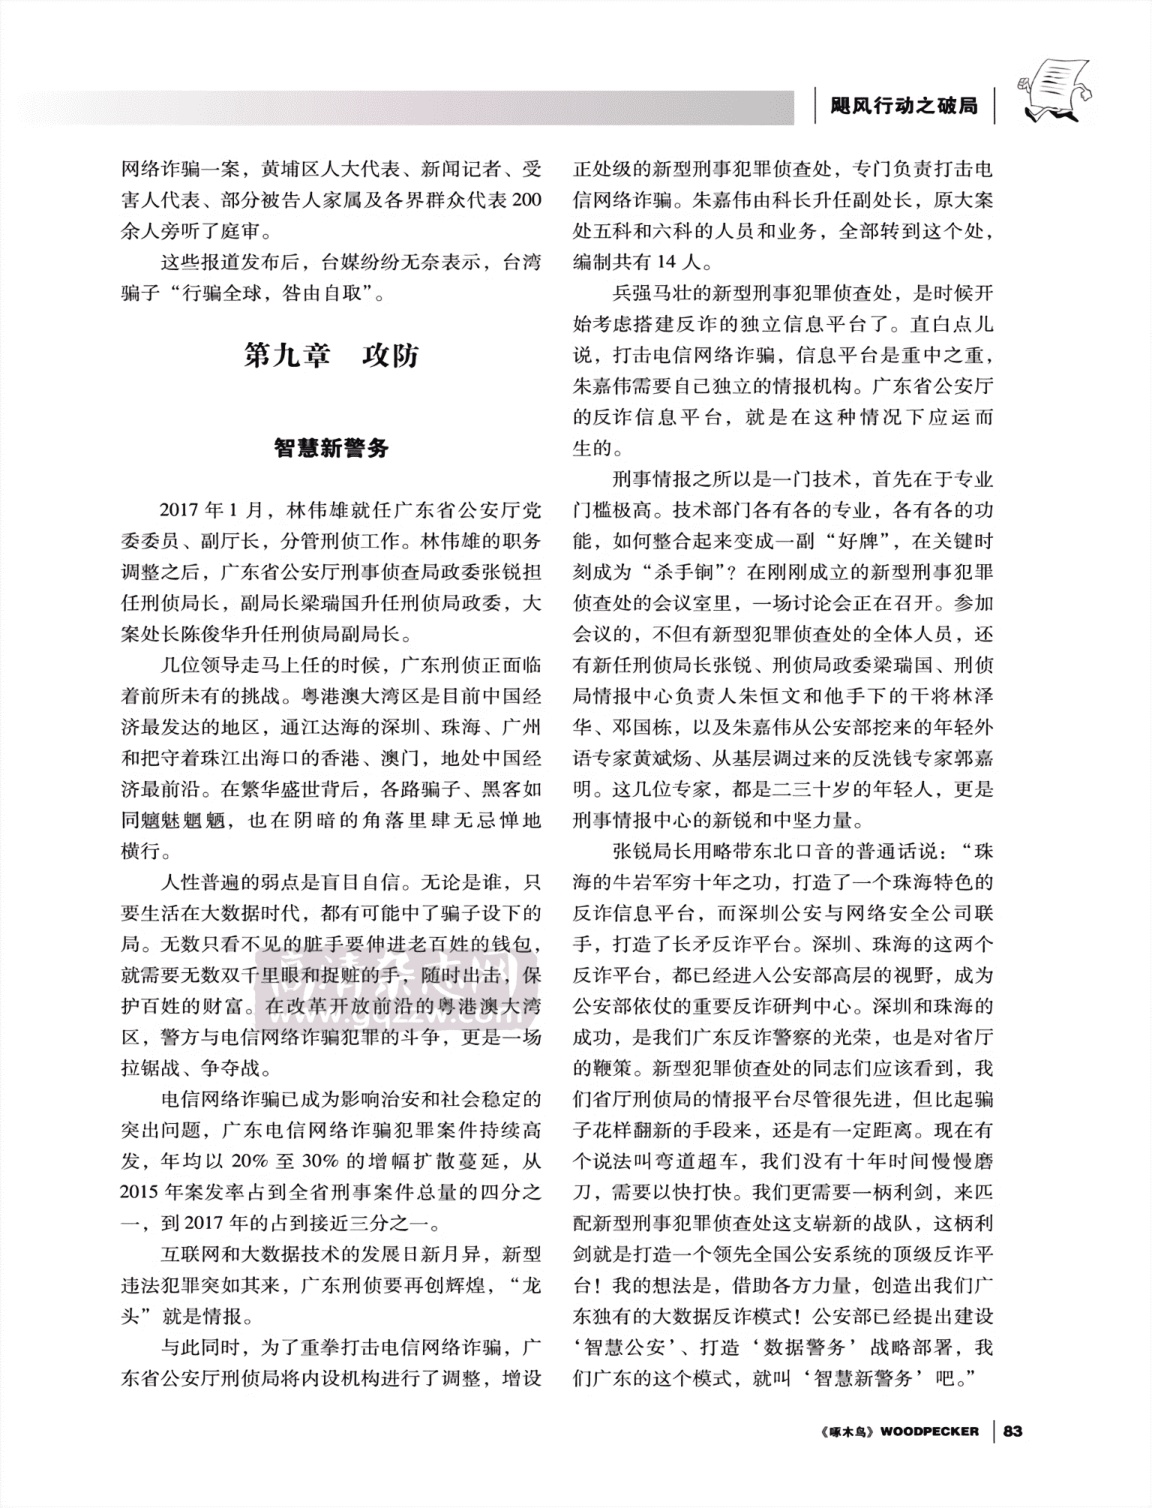 飓风行动之破局
网络诈骗一案，黄埔区人大代表、新闻记者、受
害人代表、部分被告人家属及各界群众代表 200
余人旁听了庭审。
这些报道发布后，台媒纷纷无奈表示，台湾
骗子“行骗全球，咎由自取”。
第九章　攻防
智慧新警务
2017 年 1 月，林伟雄就任广东省公安厅党
委委员、副厅长，分管刑侦工作。林伟雄的职务
调整之后，广东省公安厅刑事侦查局政委张锐担
任刑侦局长，副局长梁瑞国升任刑侦局政委，大
案处长陈俊华升任刑侦局副局长。
几位领导走马上任的时候，广东刑侦正面临
着前所未有的挑战。粤港澳大湾区是目前中国经
济最发达的地区，通江达海的深圳、珠海、广州
和把守着珠江出海口的香港、澳门，地处中国经
济最前沿。在繁华盛世背后，各路骗子、黑客如
同魑魅魍魉，也在阴暗的角落里肆无忌惮地
横行。
人性普遍的弱点是盲目自信。无论是谁，只
要生活在大数据时代，都有可能中了骗子设下的
局。无数只看不见的脏手要伸进老百姓的钱包，
就需要无数双千里眼和捉赃的手，随时出击，保
护百姓的财富。在改革开放前沿的粤港澳大湾
区，警方与电信网络诈骗犯罪的斗争，更是一场
拉锯战、争夺战。
电信网络诈骗已成为影响治安和社会稳定的
突出问题，广东电信网络诈骗犯罪案件持续高
发，年均以 20% 至 30% 的增幅扩散蔓延，从
2015 年案发率占到全省刑事案件总量的四分之
一，到 2017 年的占到接近三分之一。
互联网和大数据技术的发展日新月异，新型
违法犯罪突如其来，广东刑侦要再创辉煌，“龙
头”就是情报。
与此同时，为了重拳打击电信网络诈骗，广
东省公安厅刑侦局将内设机构进行了调整，增设
正处级的新型刑事犯罪侦查处，专门负责打击电
信网络诈骗。朱嘉伟由科长升任副处长，原大案
处五科和六科的人员和业务，全部转到这个处，
编制共有 14 人。
兵强马壮的新型刑事犯罪侦查处，是时候开
始考虑搭建反诈的独立信息平台了。直白点儿
说，打击电信网络诈骗，信息平台是重中之重，
朱嘉伟需要自己独立的情报机构。广东省公安厅
的反诈信息平台，就是在这种情况下应运而
生的。
刑事情报之所以是一门技术，首先在于专业
门槛极高。技术部门各有各的专业，各有各的功
能，如何整合起来变成一副“好牌”，在关键时
刻成为“杀手锏”？在刚刚成立的新型刑事犯罪
侦查处的会议室里，一场讨论会正在召开。参加
会议的，不但有新型犯罪侦查处的全体人员，还
有新任刑侦局长张锐、刑侦局政委梁瑞国、刑侦
局情报中心负责人朱恒文和他手下的干将林泽
华、邓国栋，以及朱嘉伟从公安部挖来的年轻外
语专家黄斌炀、从基层调过来的反洗钱专家郭嘉
明。这几位专家，都是二三十岁的年轻人，更是
刑事情报中心的新锐和中坚力量。
张锐局长用略带东北口音的普通话说：“珠
海的牛岩军穷十年之功，打造了一个珠海特色的
反诈信息平台，而深圳公安与网络安全公司联
手，打造了长矛反诈平台。深圳、珠海的这两个
反诈平台，都已经进入公安部高层的视野，成为
公安部依仗的重要反诈研判中心。深圳和珠海的
成功，是我们广东反诈警察的光荣，也是对省厅
的鞭策。新型犯罪侦查处的同志们应该看到，我
们省厅刑侦局的情报平台尽管很先进，但比起骗
子花样翻新的手段来，还是有一定距离。现在有
个说法叫弯道超车，我们没有十年时间慢慢磨
刀，需要以快打快。我们更需要一柄利剑，来匹
配新型刑事犯罪侦查处这支崭新的战队，这柄利
剑就是打造一个领先全国公安系统的顶级反诈平
台！我的想法是，借助各方力量，创造出我们广
东独有的大数据反诈模式！公安部已经提出建设
‘智慧公安’、打造‘数据警务’战略部署，我
们广东的这个模式，就叫‘智慧新警务’吧。”
高清杂志网
www.gqzzw.com
《啄木鸟》WOODPECKER 83